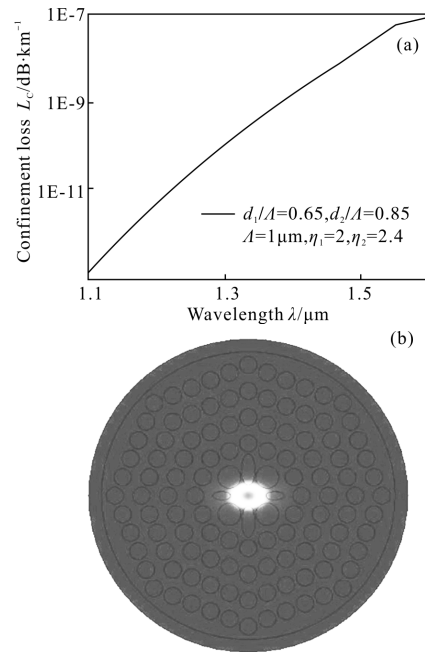 1E-7
(a)
Confinement loss L_C/dB·km⁻¹
1E-9
1E-11
d₁/Λ=0.65,d₂/Λ=0.85
Λ=1μm,η₁=2,η₂=2.4
1.1 1.3 1.5
Wavelength λ/μm
(b)